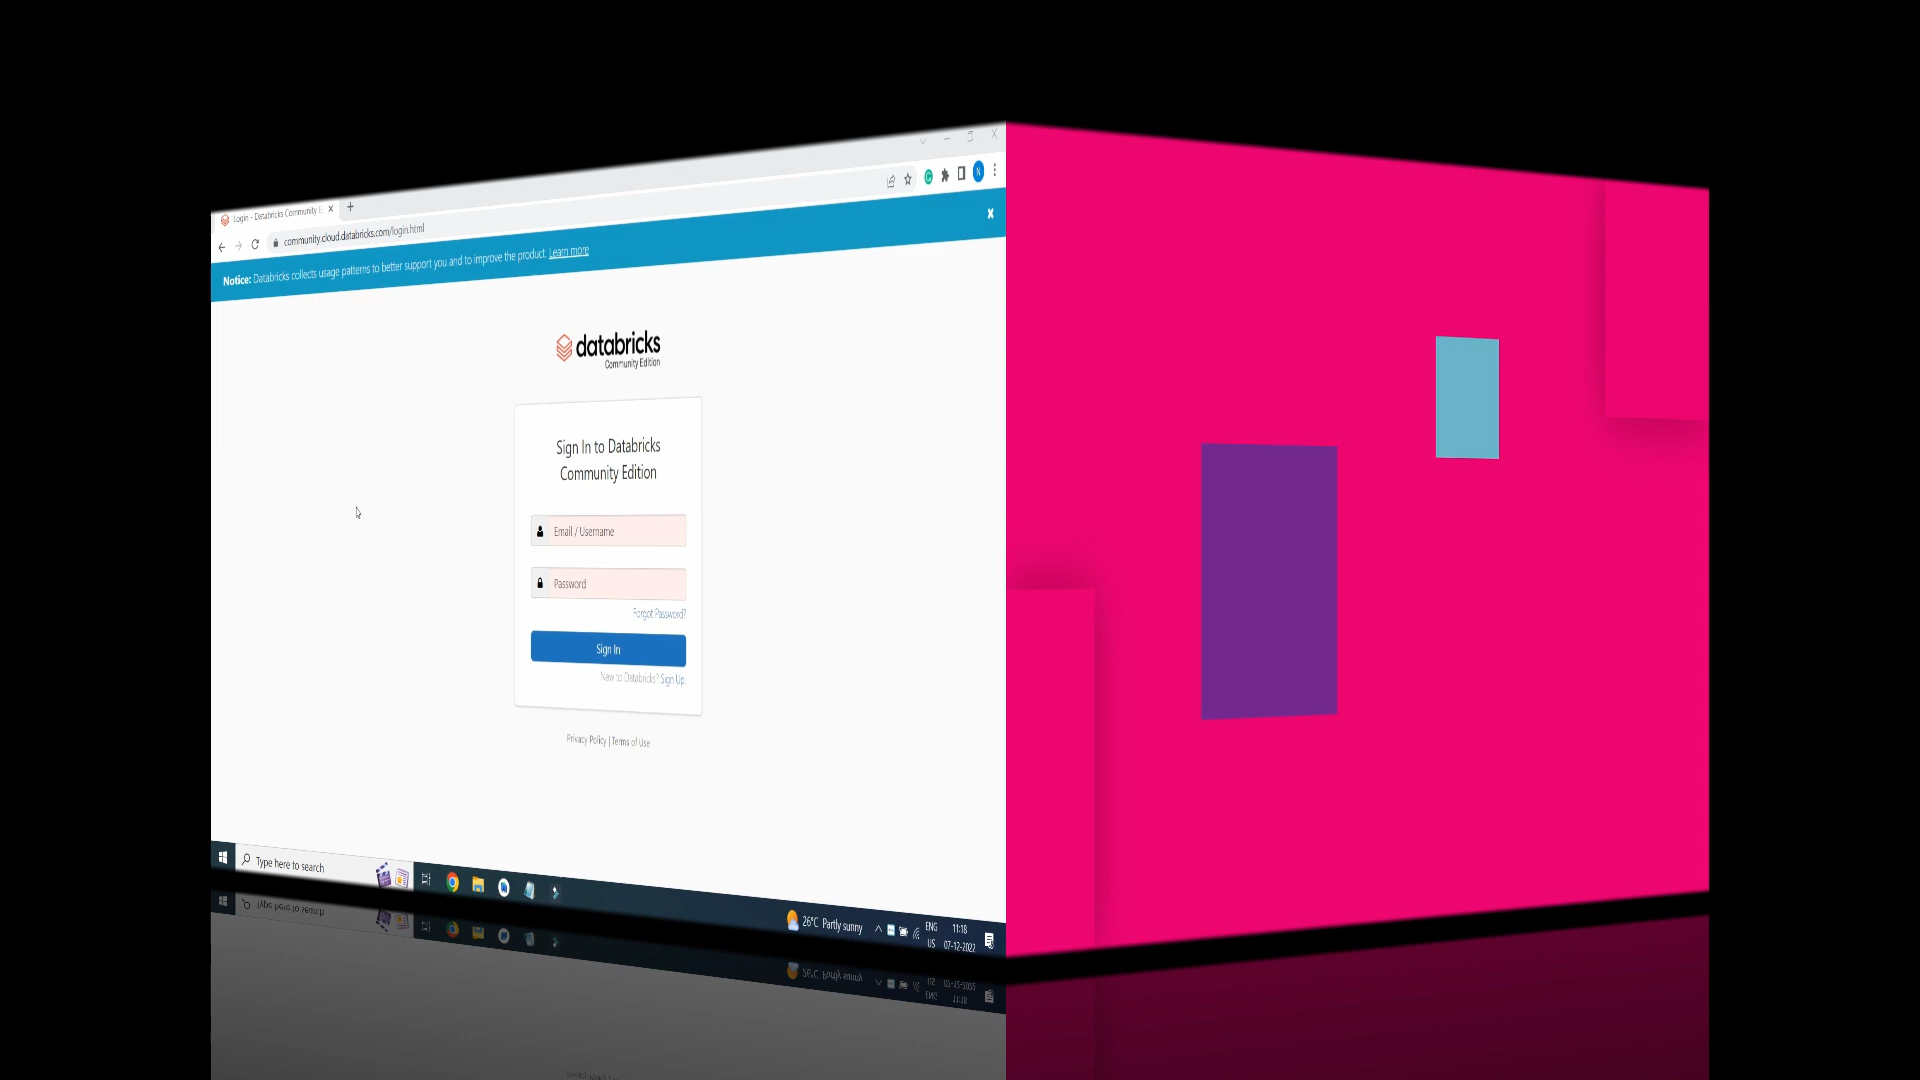 Login - Databricks Community E
community.cloud.databricks.com/login.html
N
Notice: Databricks collects usage patterns to better support you and to improve the product. Learn more
databricks
Community Edition
Sign In to Databricks
Community Edition
Email / Username
Password
Forgot Password?
Sign In
New to Databricks? Sign Up.
Privacy Policy | Terms of Use
Type here to search
26°C Partly sunny
ENG
US
11:18
07-12-2022